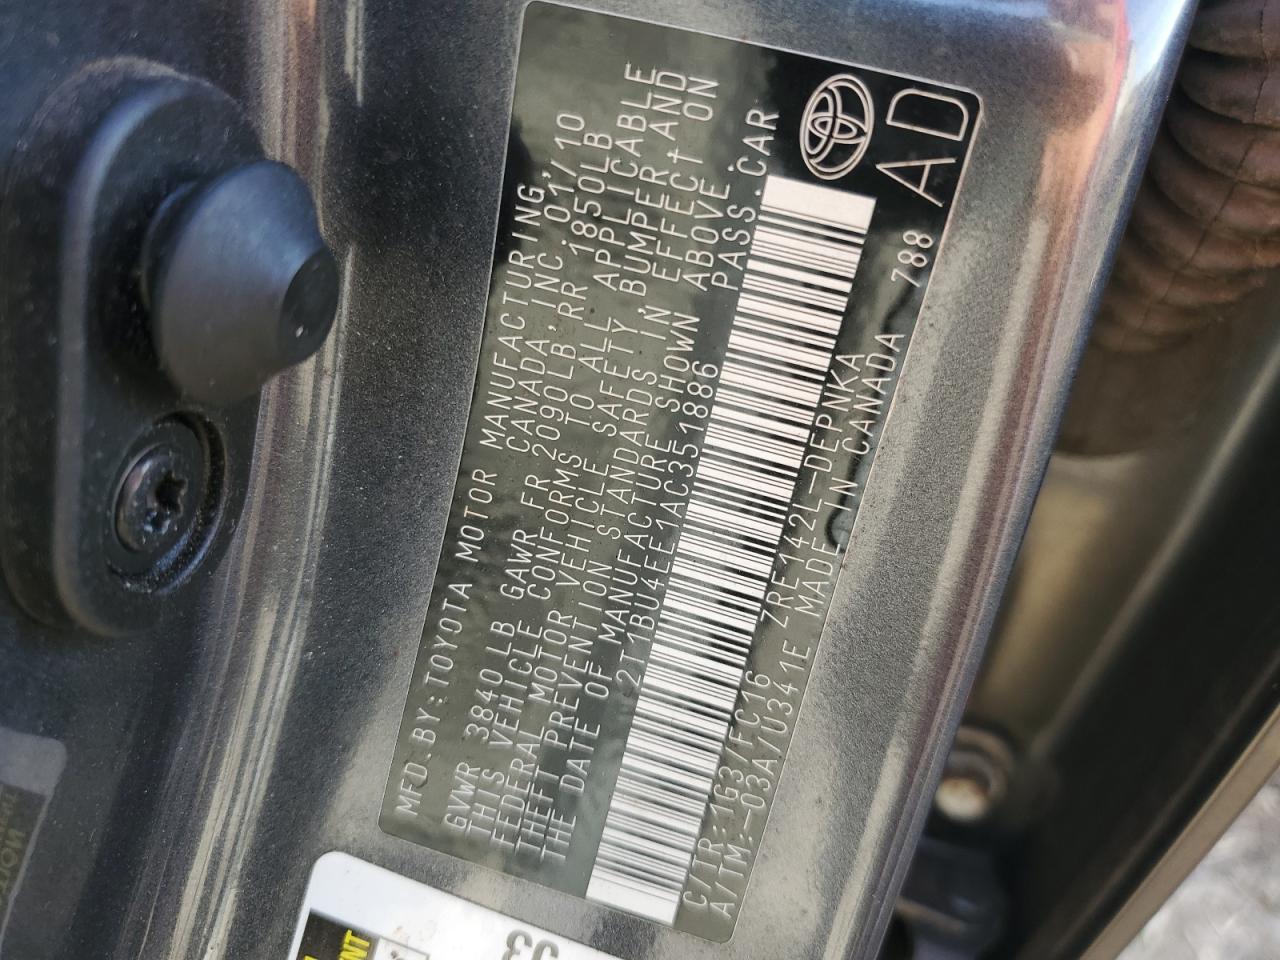 MFD.BY:TOYOTA MOTOR MANUFACTURING,
CANADA,INC.01/10
GVWR 3840LB GAWR FR 2090LB,RR 1850LB
THIS VEHICLE CONFORMS TO ALL APPLICABLE
FEDERAL MOTOR VEHICLE SAFETY BUMPER,AND
THEFT PREVENTION STANDARDS IN EFFECT ON
THE DATE OF MANUFACTURE SHOWN ABOVE.
2T1BU4EE1AC351886 PASS.CAR
C/TR:1G3/FC16 ZRE142L-DEPNKA
A/TM:-03A/U341E MADE IN CANADA Z88
AD